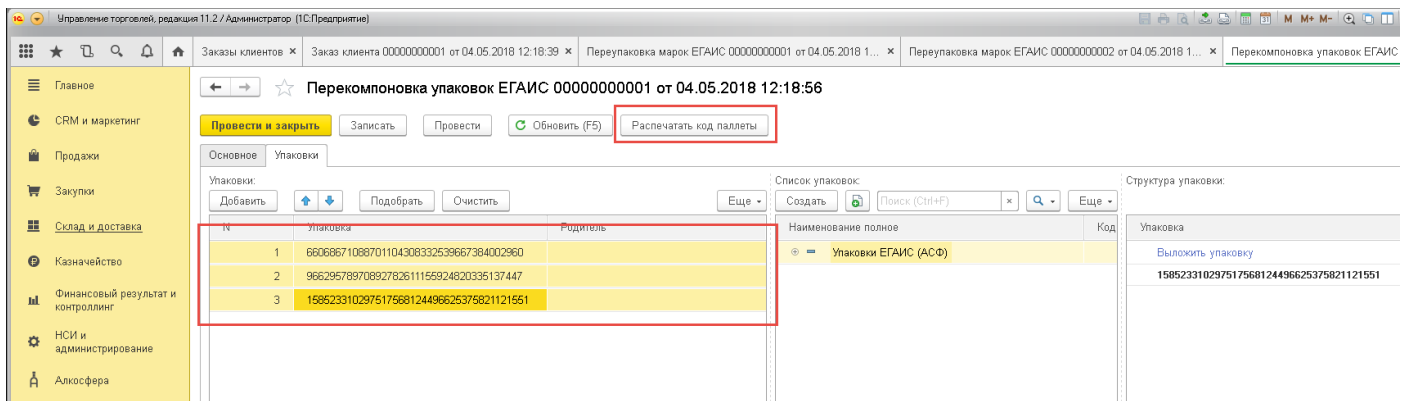 Управление торговлей, редакция 11.2 / Администратор (1С:Предприятие)
M M+ M-
Заказы клиентов ×
Заказ клиента 00000000001 от 04.05.2018 12:18:39 ×
Переупаковка марок ЕГАИС 00000000001 от 04.05.2018 1... ×
Переупаковка марок ЕГАИС 00000000002 от 04.05.2018 1... ×
Перекомпоновка упаковок ЕГАИС
Главное
CRM и маркетинг
Продажи
Закупки
Склад и доставка
Казначейство
Финансовый результат и
контроллинг
НСИ и
администрирование
Алкосфера
Перекомпоновка упаковок ЕГАИС 00000000001 от 04.05.2018 12:18:56
Провести и закрыть Записать Провести Обновить (F5) Распечатать код паллеты
Основное Упаковки
Упаковки:
Добавить Подобрать Очистить Еще
N Упаковка Родитель
1 660686710887011043083325396673840029​60
2 966295789708927826111559248203351374​47
3 158523310297517568124496625375821121551
Список упаковок:
Создать Поиск (Ctrl+F) × Еще
Наименование полное Код
Упаковки ЕГАИС (АСФ)
Структура упаковки:
Упаковка
Выложить упаковку
158523310297517568124496625375821121551